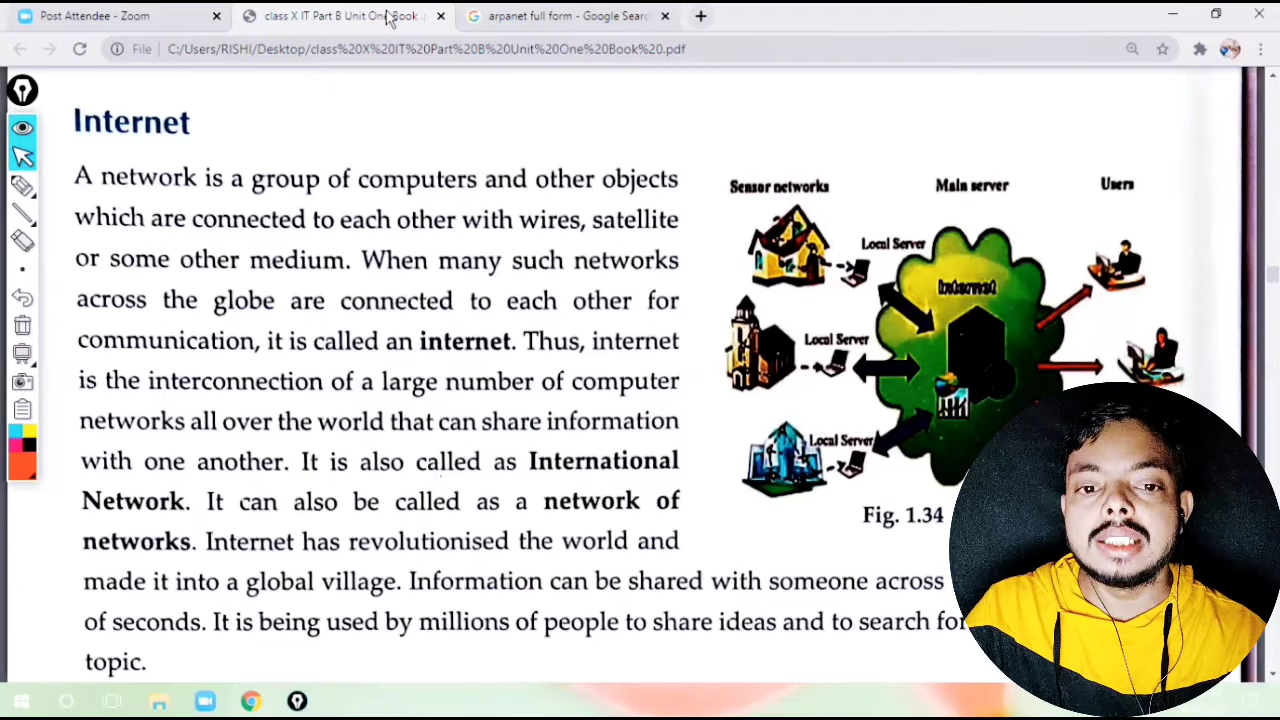 Post Attendee - Zoom
class X IT Part B Unit One Book
arpanet full form - Google Sear
File
C:/Users/RISHI/Desktop/class%20X%20IT%20Part%20B%20Unit%20One%20Book%20.pdf
Internet
A network is a group of computers and other objects
which are connected to each other with wires, satellite
or some other medium. When many such networks
across the globe are connected to each other for
communication, it is called an internet. Thus, internet
is the interconnection of a large number of computer
networks all over the world that can share information
with one another. It is also called as International
Network. It can also be called as a network of
networks. Internet has revolutionised the world and
made it into a global village. Information can be shared with someone across
of seconds. It is being used by millions of people to share ideas and to search for
topic.
Sensor networks
Main server
Users
Local Server
Internet
Local Server
Local Server
Fig. 1.34